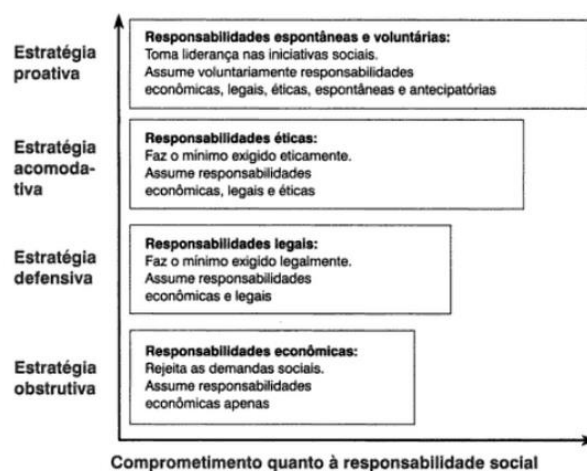 Estratégia
proativa
Responsabilidades espontâneas e voluntárias:
Toma liderança nas iniciativas sociais.
Assume voluntariamente responsabilidades
econômicas, legais, éticas, espontâneas e antecipatórias
Estratégia
acomoda-
tiva
Responsabilidades éticas:
Faz o mínimo exigido eticamente.
Assume responsabilidades
econômicas, legais e éticas
Estratégia
defensiva
Responsabilidades legais:
Faz o mínimo exigido legalmente.
Assume responsabilidades
econômicas e legais
Estratégia
obstrutiva
Responsabilidades econômicas:
Rejeita as demandas sociais.
Assume responsabilidades
econômicas apenas
Comprometimento quanto à responsabilidade social